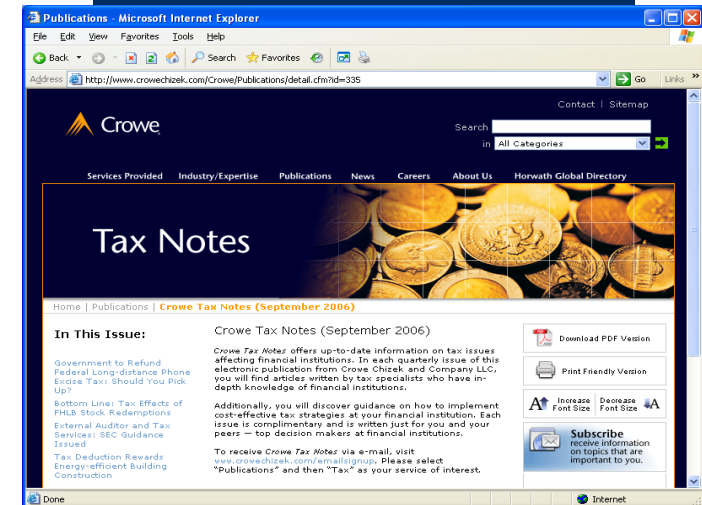 Publications - Microsoft Internet Explorer
File Edit View Favorites Tools Help
Back Search Favorites
Address http://www.crowechizek.com/Crowe/Publications/detail.cfm?id=335 Go Links »
Contact | Sitemap
Crowe
Search
in All Categories
Services Provided Industry/Expertise Publications News Careers About Us Horwath Global Directory
Tax Notes
Home | Publications | Crowe Tax Notes (September 2006)
In This Issue:
Government to Refund
Federal Long-distance Phone
Excise Tax: Should You Pick
Up?
Bottom Line: Tax Effects of
FHLB Stock Redemptions
External Auditor and Tax
Services: SEC Guidance
Issued
Tax Deduction Rewards
Energy-efficient Building
Construction
Crowe Tax Notes (September 2006)
Crowe Tax Notes offers up-to-date information on tax issues
affecting financial institutions. In each quarterly issue of this
electronic publication from Crowe Chizek and Company LLC,
you will find articles written by tax specialists who have in-
depth knowledge of financial institutions.
Additionally, you will discover guidance on how to implement
cost-effective tax strategies at your financial institution. Each
issue is complimentary and is written just for you and your
peers — top decision makers at financial institutions.
To receive Crowe Tax Notes via e-mail, visit
www.crowechizek.com/emailsignup. Please select
"Publications" and then "Tax" as your service of interest.
Download PDF Version
Print Friendly Version
A Increase Font Size Decrease Font Size A
Subscribe
receive information
on topics that are
important to you.
Done Internet